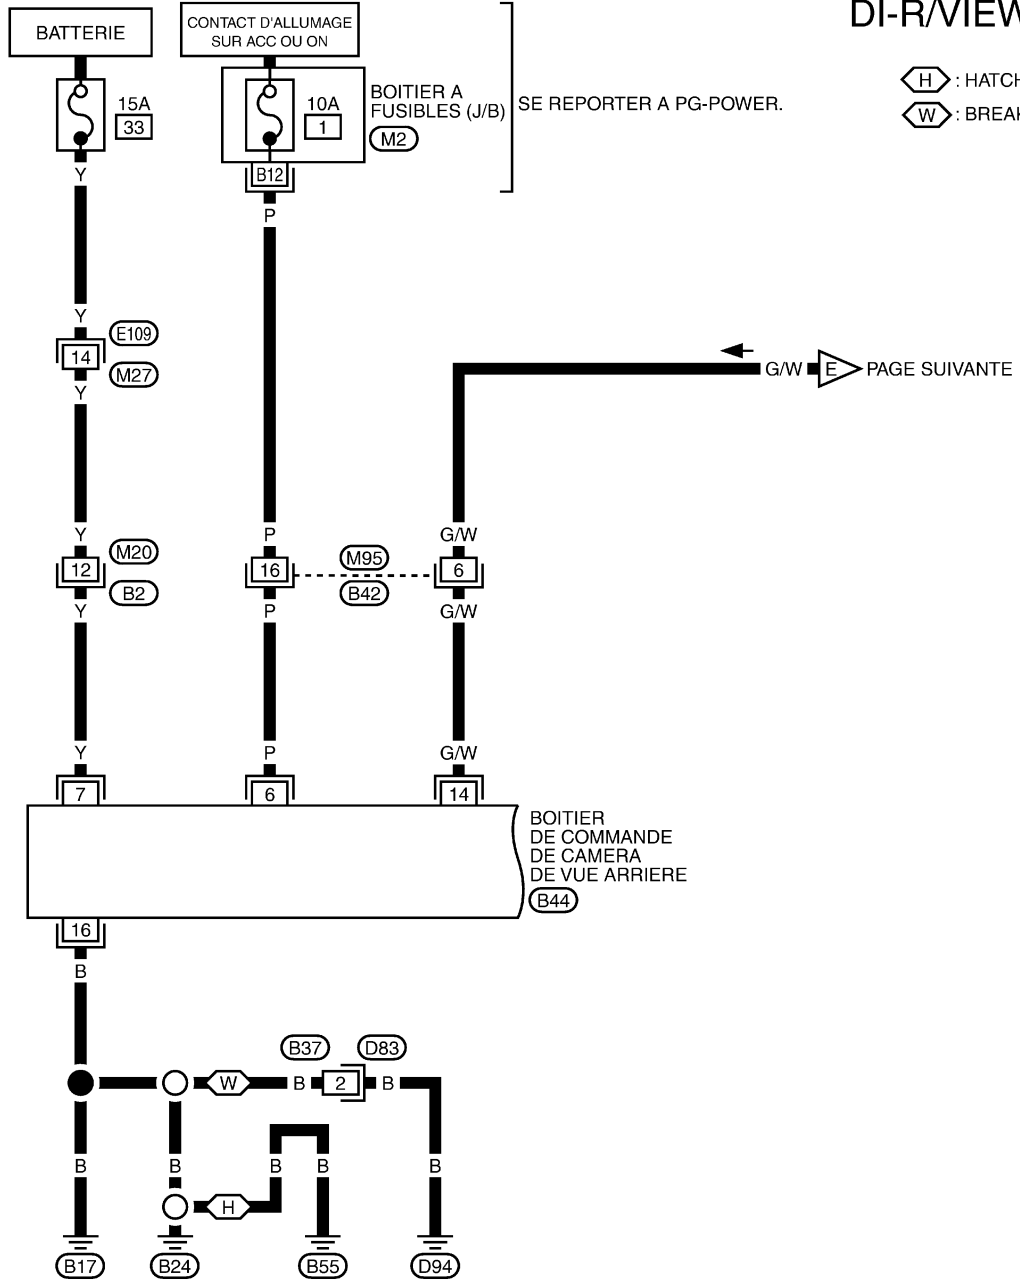 DI-R/VIEW
BATTERIE
CONTACT D'ALLUMAGE
SUR ACC OU ON
H : HATCH
W : BREAK
15A
33
10A
1
BOITIER A
FUSIBLES (J/B)
M2
SE REPORTER A PG-POWER.
B12
Y
P
Y
E109
14
M27
Y
G/W
E
PAGE SUIVANTE
Y
P
G/W
M20
12
B2
16
M95
B42
6
Y
P
G/W
Y
P
G/W
7
6
14
BOITIER
DE COMMANDE
DE CAMERA
DE VUE ARRIERE
B44
16
B
B37
D83
W
B
2
B
B
B
B
B
B
H
B17
B24
B55
D94